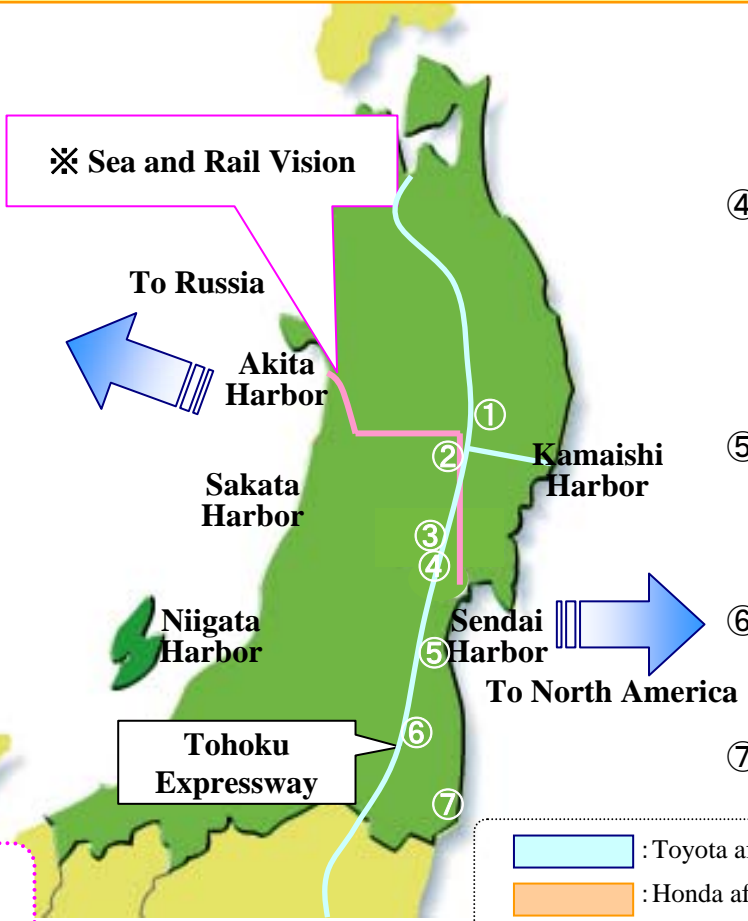 ※ Sea and Rail Vision
④
To Russia
Akita
Harbor
①
②
Kamaishi
Harbor
⑤
Sakata
Harbor
③
④
Niigata
Harbor
Sendai
Harbor
⑤
⑥
To North America
Tohoku
Expressway
⑥
⑦
⑦
: Toyota af
: Honda af